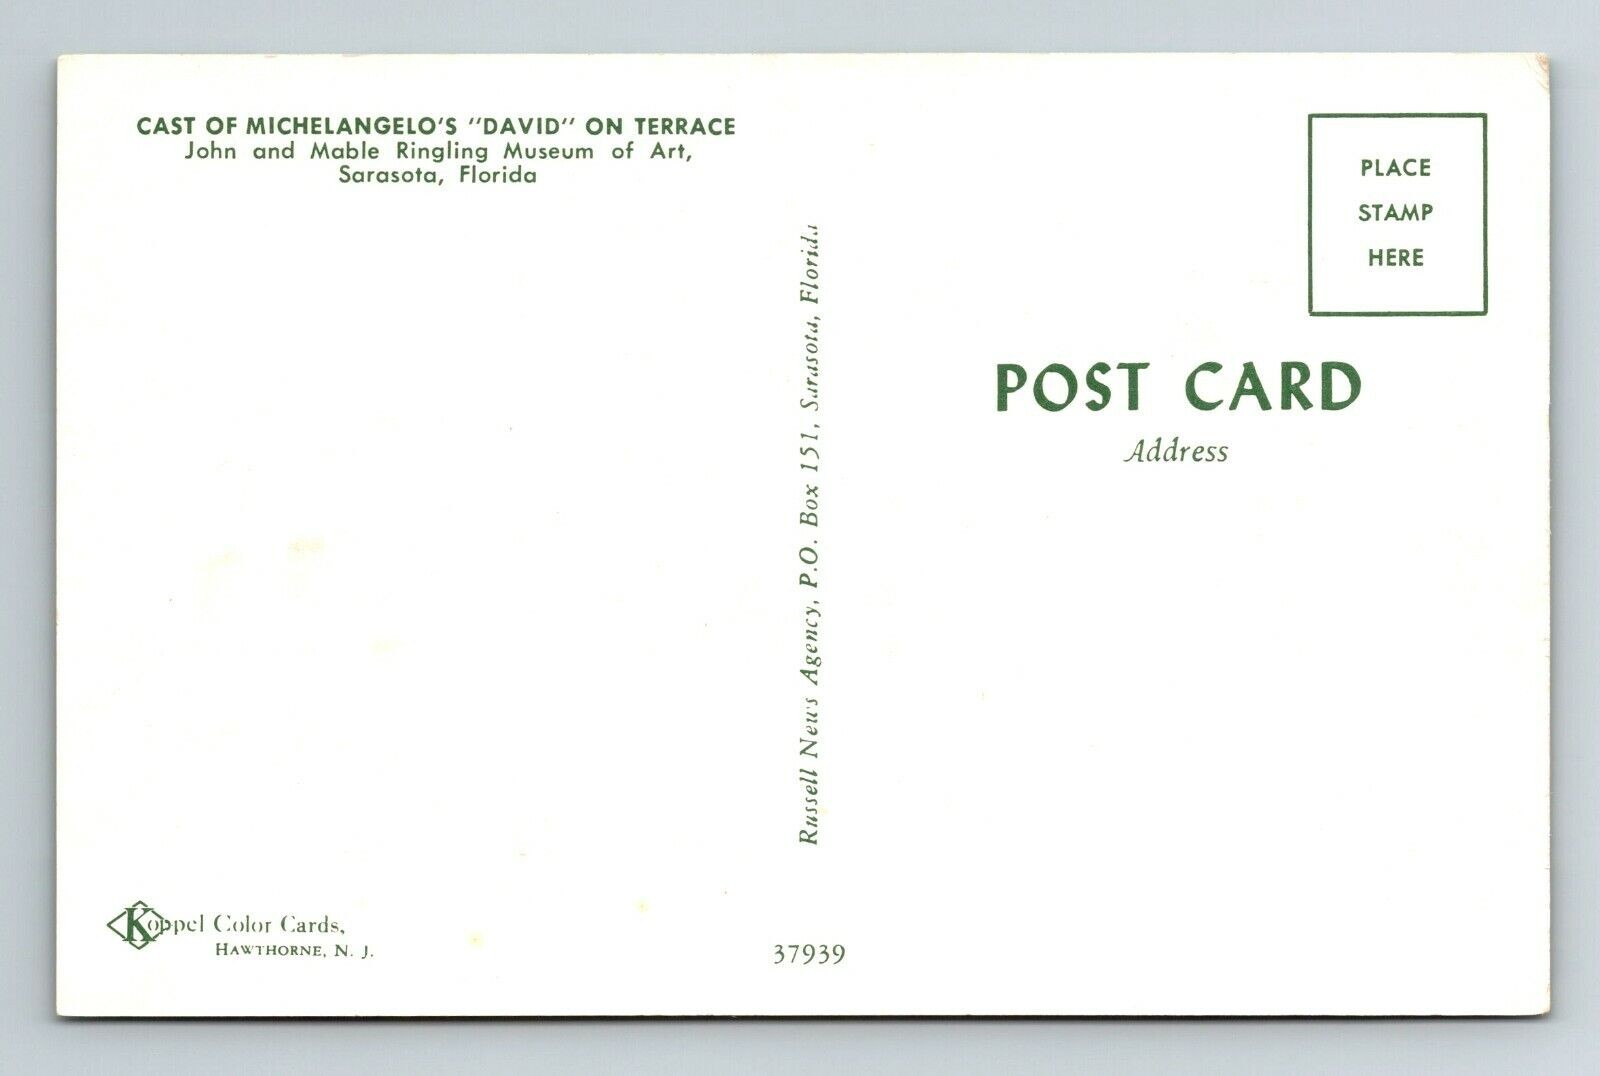 CAST OF MICHELANGELO'S "DAVID" ON TERRACE
John and Mable Ringling Museum of Art,
Sarasota, Florida
PLACE
STAMP
HERE
POST CARD
Address
Russell News Agency, P.O. Box 151, Sarasota, Florida
Koppel Color Cards,
HAWTHORNE, N. J.
37939